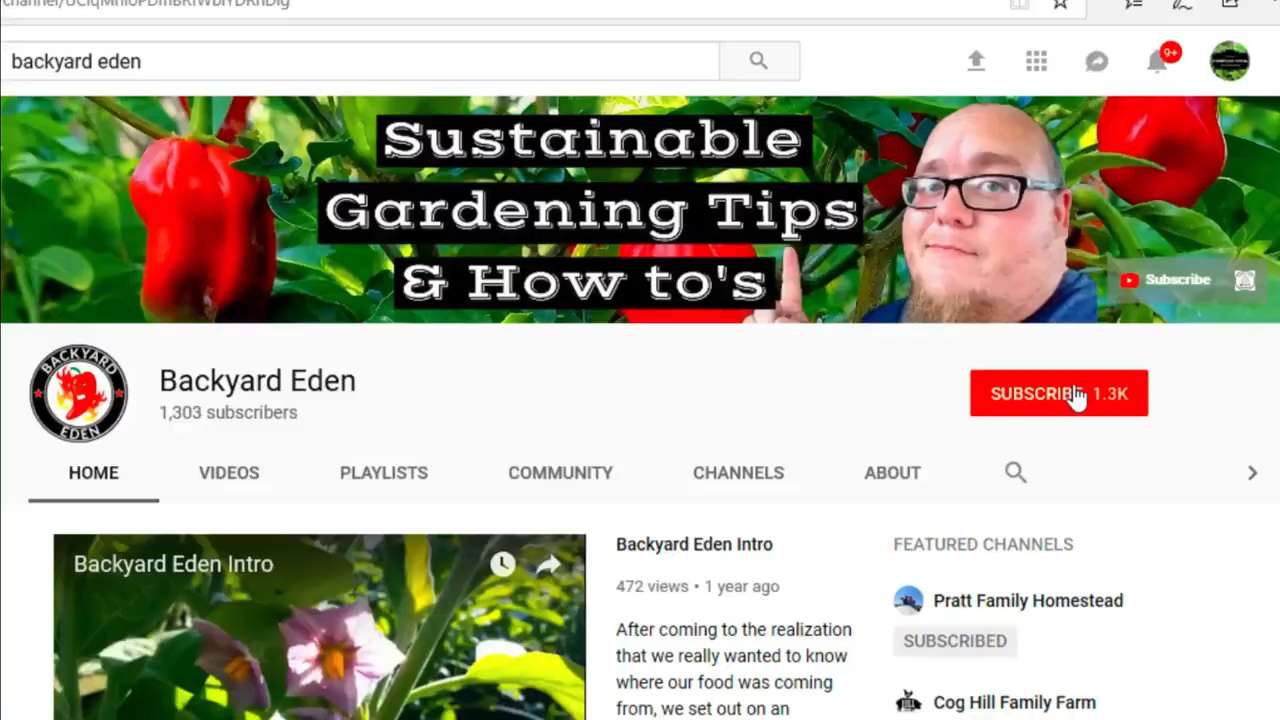 backyard eden
9+
Sustainable
Gardening Tips
& How to's
Subscribe
BACKYARD
EDEN
Backyard Eden
1,303 subscribers
SUBSCRIBE 1.3K
HOME VIDEOS PLAYLISTS COMMUNITY CHANNELS ABOUT
Backyard Eden Intro
Backyard Eden Intro
472 views • 1 year ago
After coming to the realization
that we really wanted to know
where our food was coming
from, we set out on an
FEATURED CHANNELS
Pratt Family Homestead
SUBSCRIBED
Cog Hill Family Farm